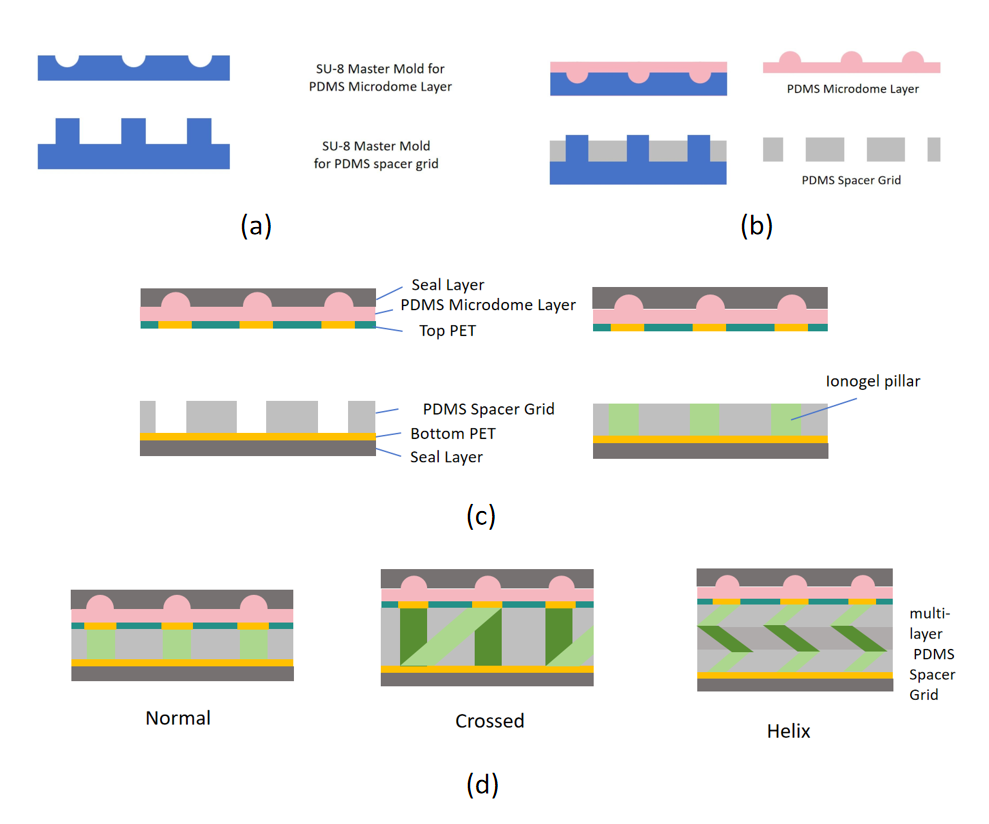 SU-8 Master Mold for
PDMS Microdome Layer
SU-8 Master Mold
for PDMS spacer grid
(a)
PDMS Microdome Layer
PDMS Spacer Grid
(b)
Seal Layer
PDMS Microdome Layer
Top PET
PDMS Spacer Grid
Bottom PET
Seal Layer
Ionogel pillar
(c)
Normal
Crossed
multi-
layer
PDMS
Spacer
Grid
Helix
(d)